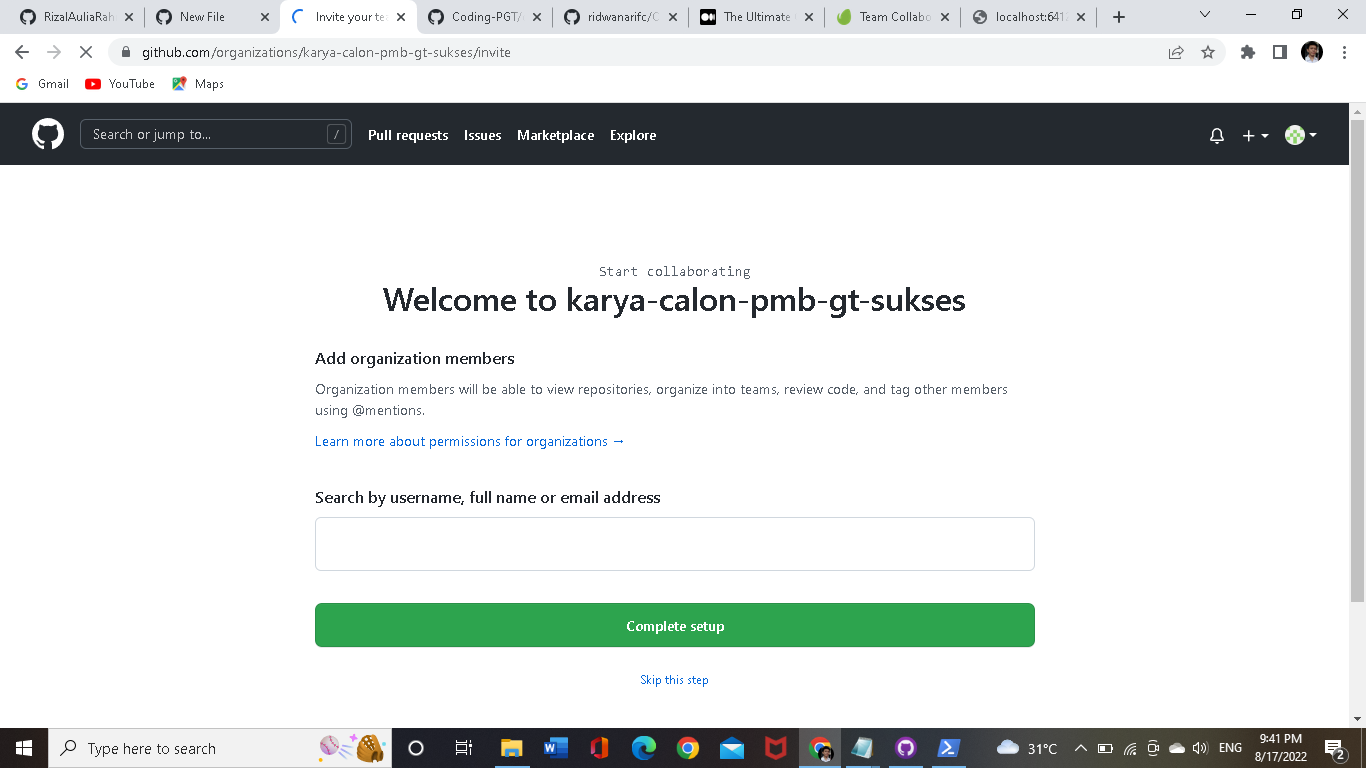 RizalAuliaRah
New File
Invite your te
Coding-PGT/
ridwanarifc/C
The Ultimate
Team Collabo
localhost:641
github.com/organizations/karya-calon-pmb-gt-sukses/invite
Gmail
YouTube
Maps
Search or jump to...
/
Pull requests
Issues
Marketplace
Explore
Start collaborating
Welcome to karya-calon-pmb-gt-sukses
Add organization members
Organization members will be able to view repositories, organize into teams, review code, and tag other members
using @mentions.
Learn more about permissions for organizations →
Search by username, full name or email address
Complete setup
Skip this step
Type here to search
31°C
ENG
9:41 PM
8/17/2022
2